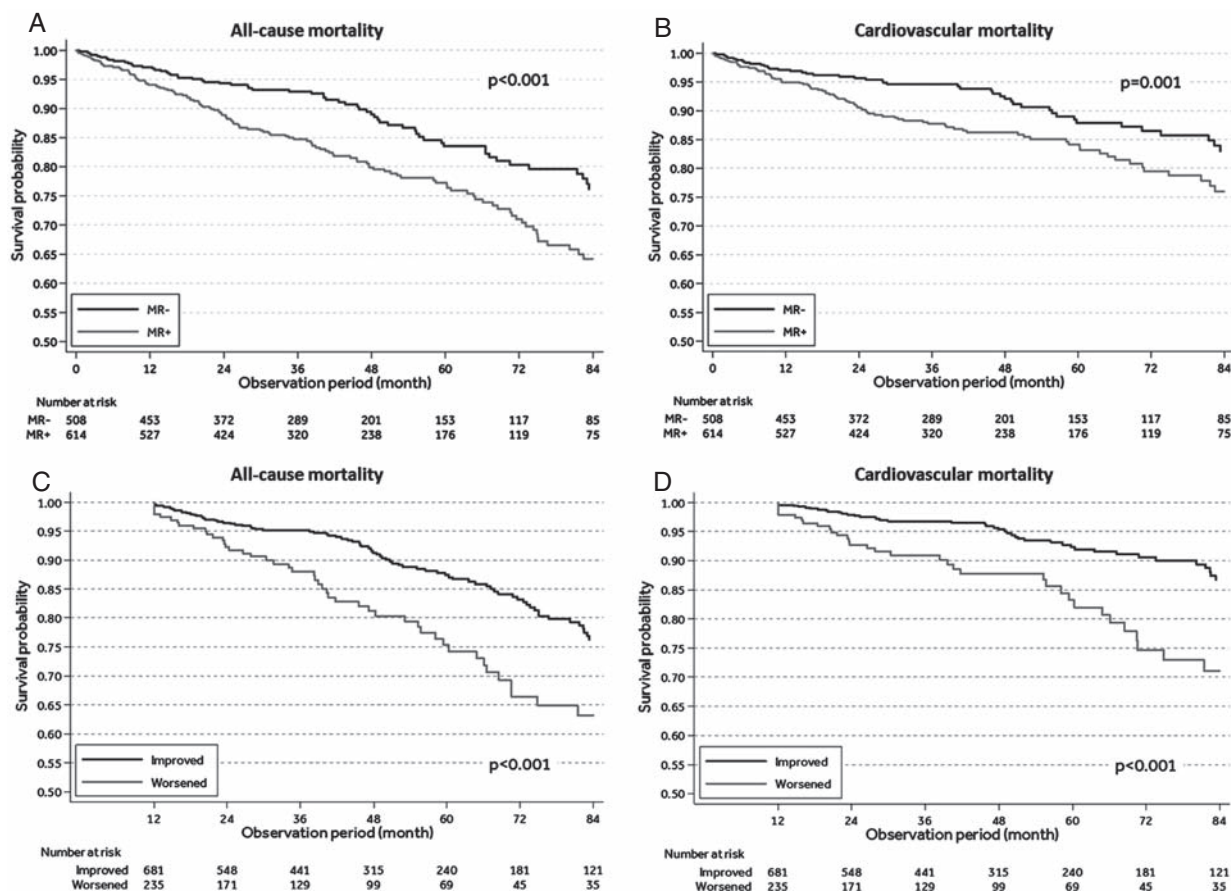 A
All-cause mortality
1.00
0.95
0.90
0.85
0.80
0.75
0.70
0.65
0.60
0.55
0.50
Survival probability
p<0.001
MR-
MR+
0 12 24 36 48 60 72 84
Observation period (month)
Number at risk
MR- 508 453 372 289 201 153 117 85
MR+ 614 527 424 320 238 176 119 75
B
Cardiovascular mortality
1.00
0.95
0.90
0.85
0.80
0.75
0.70
0.65
0.60
0.55
0.50
Survival probability
p=0.001
MR-
MR+
0 12 24 36 48 60 72 84
Observation period (month)
Number at risk
MR- 508 453 372 289 201 153 117 85
MR+ 614 527 424 320 238 176 119 75
C
All-cause mortality
1.00
0.95
0.90
0.85
0.80
0.75
0.70
0.65
0.60
0.55
0.50
Survival probability
Improved
Worsened
p<0.001
12 24 36 48 60 72 84
Observation period (month)
Number at risk
Improved 681 548 441 315 240 181 121
Worsened 235 171 129 99 69 45 35
D
Cardiovascular mortality
1.00
0.95
0.90
0.85
0.80
0.75
0.70
0.65
0.60
0.55
0.50
Survival probability
Improved
Worsened
p<0.001
12 24 36 48 60 72 84
Observation period (month)
Number at risk
Improved 681 548 441 315 240 181
Worsened 235 171 129 99 69 45